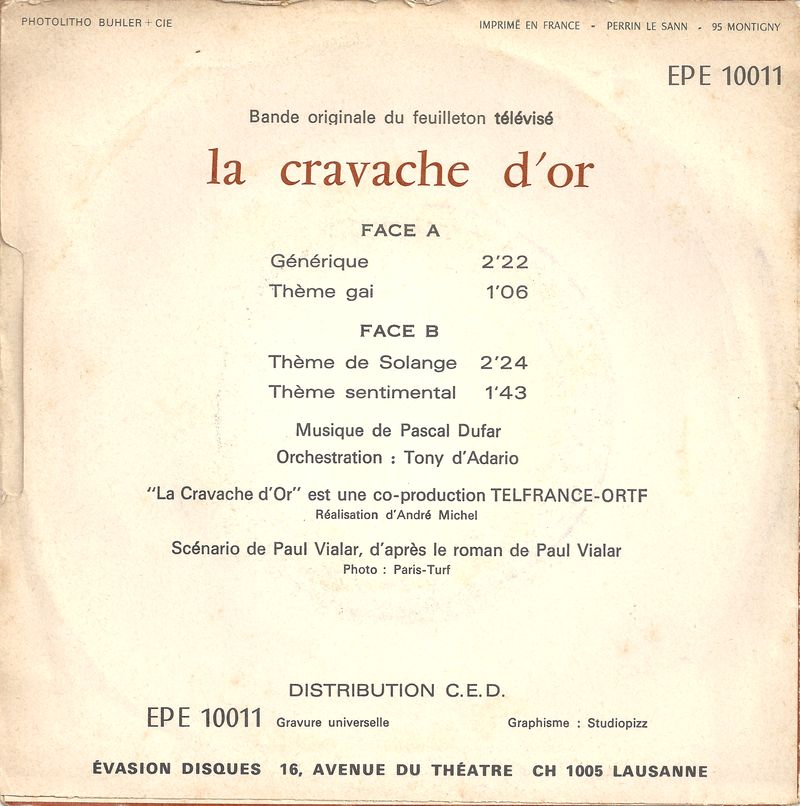 PHOTOLITHO BUHLER + CIE
IMPRIMÉ EN FRANCE - PERRIN LE SANN - 95 MONTIGNY
EPE 10011
Bande originale du feuilleton télévisé
la cravache d'or
FACE A
Générique 2'22
Thème gai 1'06
FACE B
Thème de Solange 2'24
Thème sentimental 1'43
Musique de Pascal Dufar
Orchestration : Tony d'Adario
"La Cravache d'Or" est une co-production TELFRANCE-ORTF
Réalisation d'André Michel
Scénario de Paul Vialar, d'après le roman de Paul Vialar
Photo : Paris-Turf
DISTRIBUTION C.E.D.
EPE 10011 Gravure universelle Graphisme : Studiopizz
ÉVASION DISQUES 16, AVENUE DU THÉATRE CH 1005 LAUSANNE